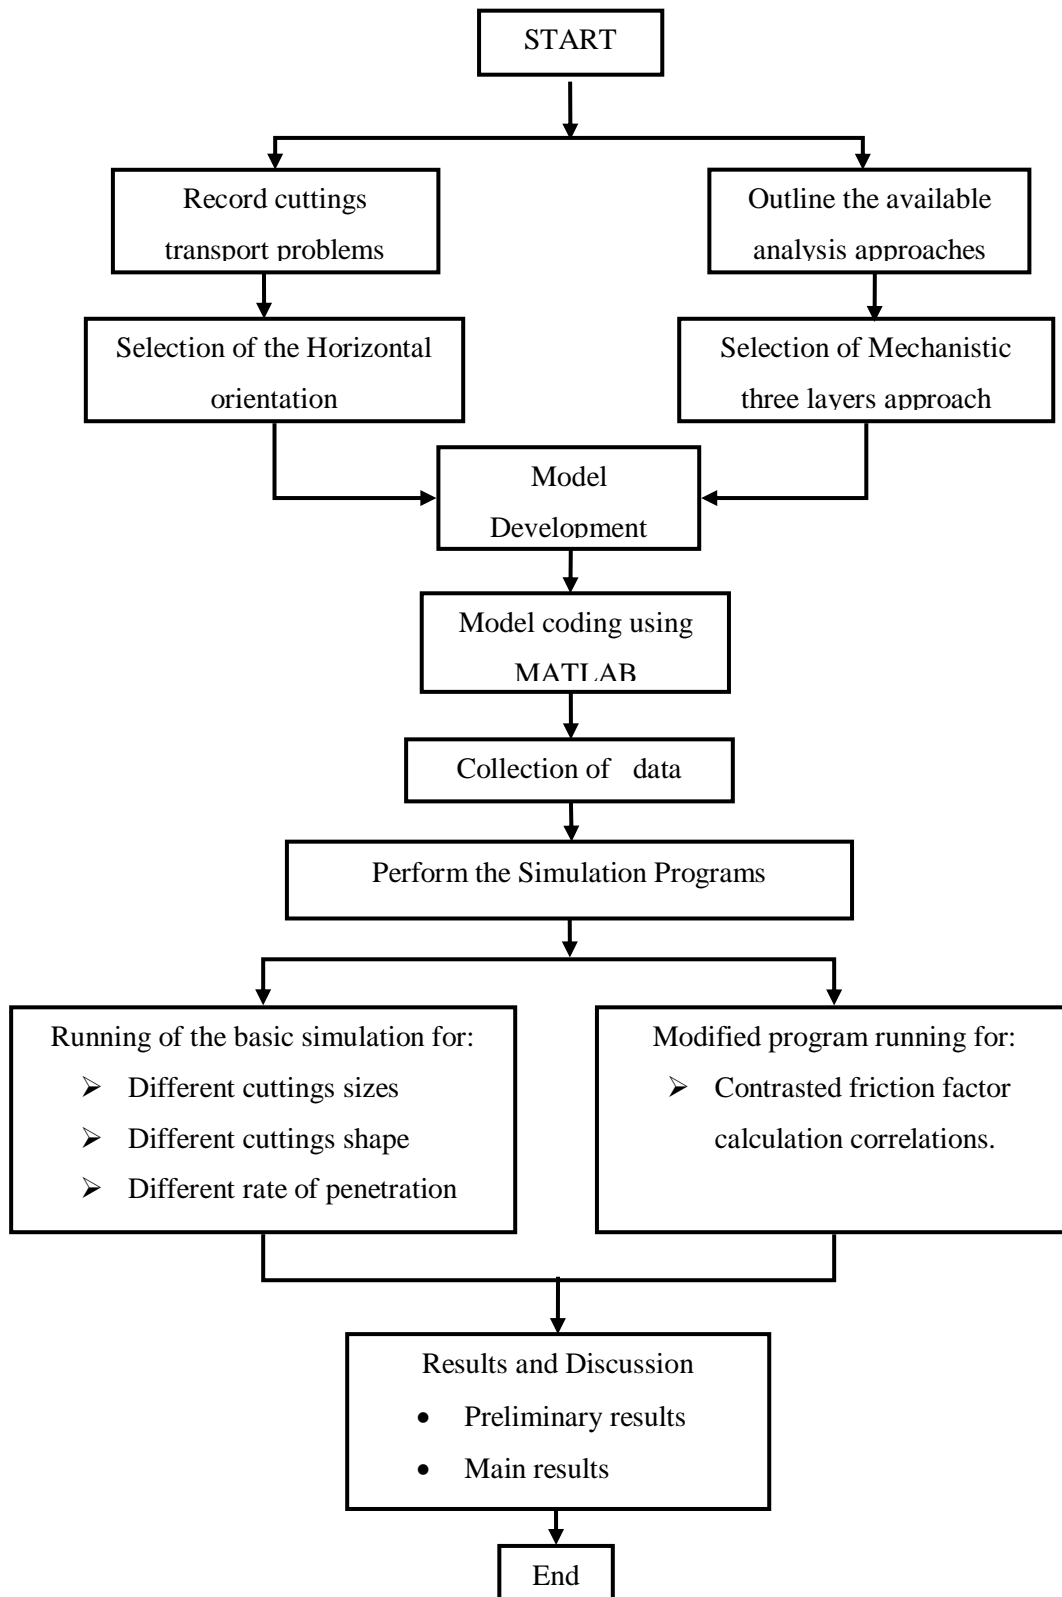 START
Record cuttings
transport problems
Outline the available
analysis approaches
Selection of the Horizontal
orientation
Selection of Mechanistic
three layers approach
Model
Development
Model coding using
MATLAB
Collection of data
Perform the Simulation Programs
Running of the basic simulation for:
➢ Different cuttings sizes
➢ Different cuttings shape
➢ Different rate of penetration
Modified program running for:
➢ Contrasted friction factor
calculation correlations.
Results and Discussion
• Preliminary results
• Main results
End